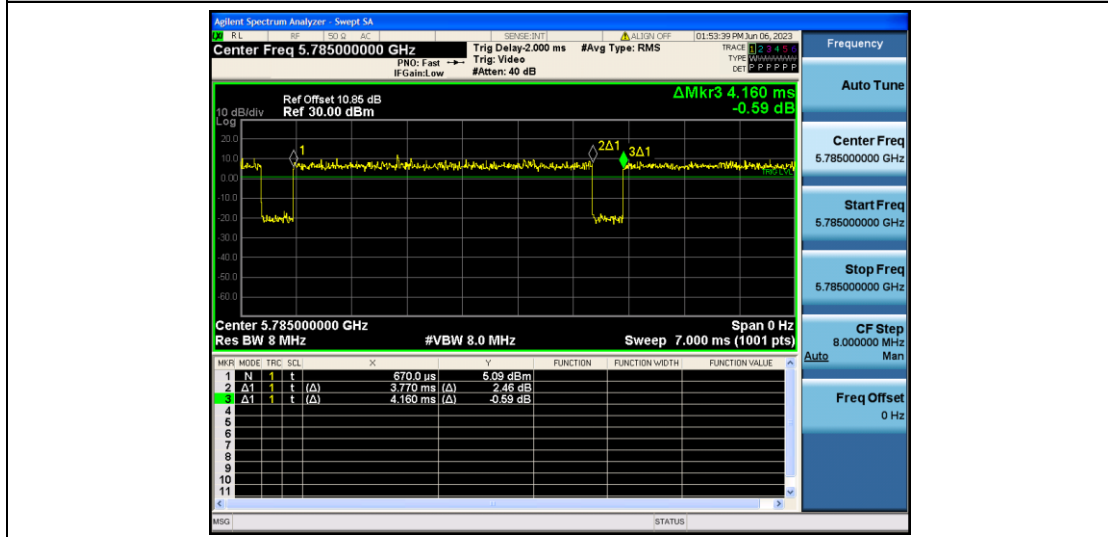 Agilent Spectrum Analyzer - Swept SA
RL RF 50 Ω AC SENSE:INT ALIGN OFF 01:53:39 PM Jun 06, 2023
Center Freq 5.785000000 GHz Trig Delay-2.000 ms #Avg Type: RMS TRACE 1 2 3 4 5 6
PNO: Fast Trig: Video TYPE W
IFGain:Low #Atten: 40 dB DET P P P P P P
Frequency
Auto Tune
ΔMkr3 4.160 ms
-0.59 dB
Ref Offset 10.85 dB
10 dB/div Ref 30.00 dBm
Log
20.0
10.0
0.00
-10.0
-20.0
-30.0
-40.0
-50.0
-60.0
1
2Δ1
3Δ1
TRIG LVL
Center 5.785000000 GHz Span 0 Hz
Res BW 8 MHz #VBW 8.0 MHz Sweep 7.000 ms (1001 pts)
MKR MODE TRC SCL X Y FUNCTION FUNCTION WIDTH FUNCTION VALUE
1 N 1 t 670.0 µs 5.09 dBm
2 Δ1 1 t (Δ) 3.770 ms (Δ) 2.46 dB
3 Δ1 1 t (Δ) 4.160 ms (Δ) -0.59 dB
4
5
6
7
8
9
10
11
Center Freq
5.785000000 GHz
Start Freq
5.785000000 GHz
Stop Freq
5.785000000 GHz
CF Step
8.000000 MHz
Auto Man
Freq Offset
0 Hz
MSG STATUS